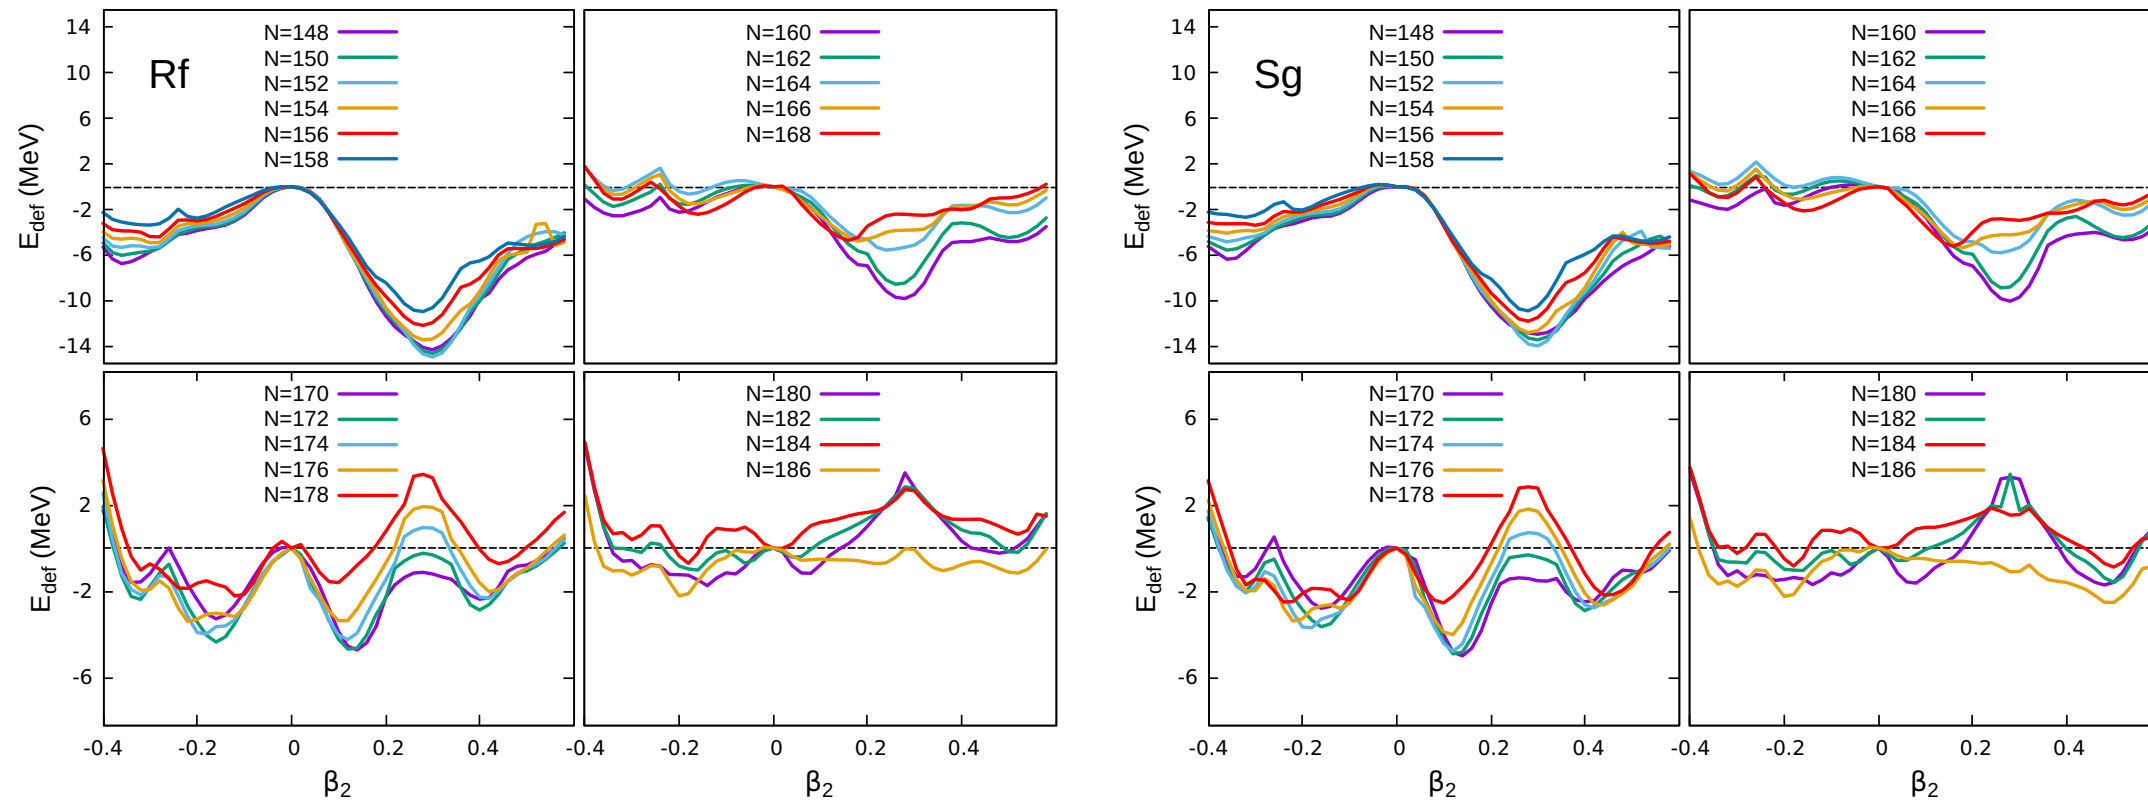 Rf
E_def (MeV)
14
10
6
2
-2
-6
-10
-14
N=148
N=150
N=152
N=154
N=156
N=158
N=160
N=162
N=164
N=166
N=168
E_def (MeV)
6
2
-2
-6
N=170
N=172
N=174
N=176
N=178
N=180
N=182
N=184
N=186
-0.4 -0.2 0 0.2 0.4
-0.4 -0.2 0 0.2 0.4
β₂
β₂
Sg
E_def (MeV)
14
10
6
2
-2
-6
-10
-14
N=148
N=150
N=152
N=154
N=156
N=158
N=160
N=162
N=164
N=166
N=168
E_def (MeV)
6
2
-2
-6
N=170
N=172
N=174
N=176
N=178
N=180
N=182
N=184
N=186
-0.4 -0.2 0 0.2 0.4
-0.4 -0.2 0 0.2 0.4
β₂
β₂